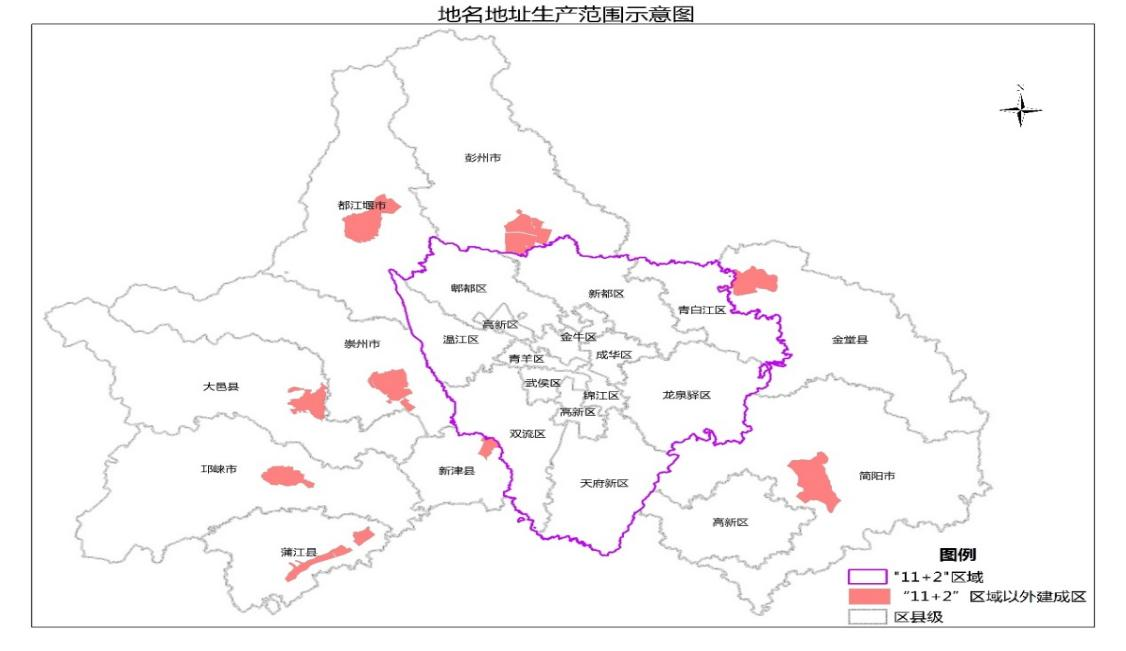 地名地址生产范围示意图
N
彭州市
都江堰市
郫都区
新都区
青白江区
高新区
金牛区
温江区
崇州市
金堂县
青羊区
成华区
大邑县
武侯区
锦江区
龙泉驿区
高新区
双流区
邛崃市
新津县
简阳市
天府新区
高新区
蒲江县
图例
"11+2"区域
“11+2” 区域以外建成区
区县级